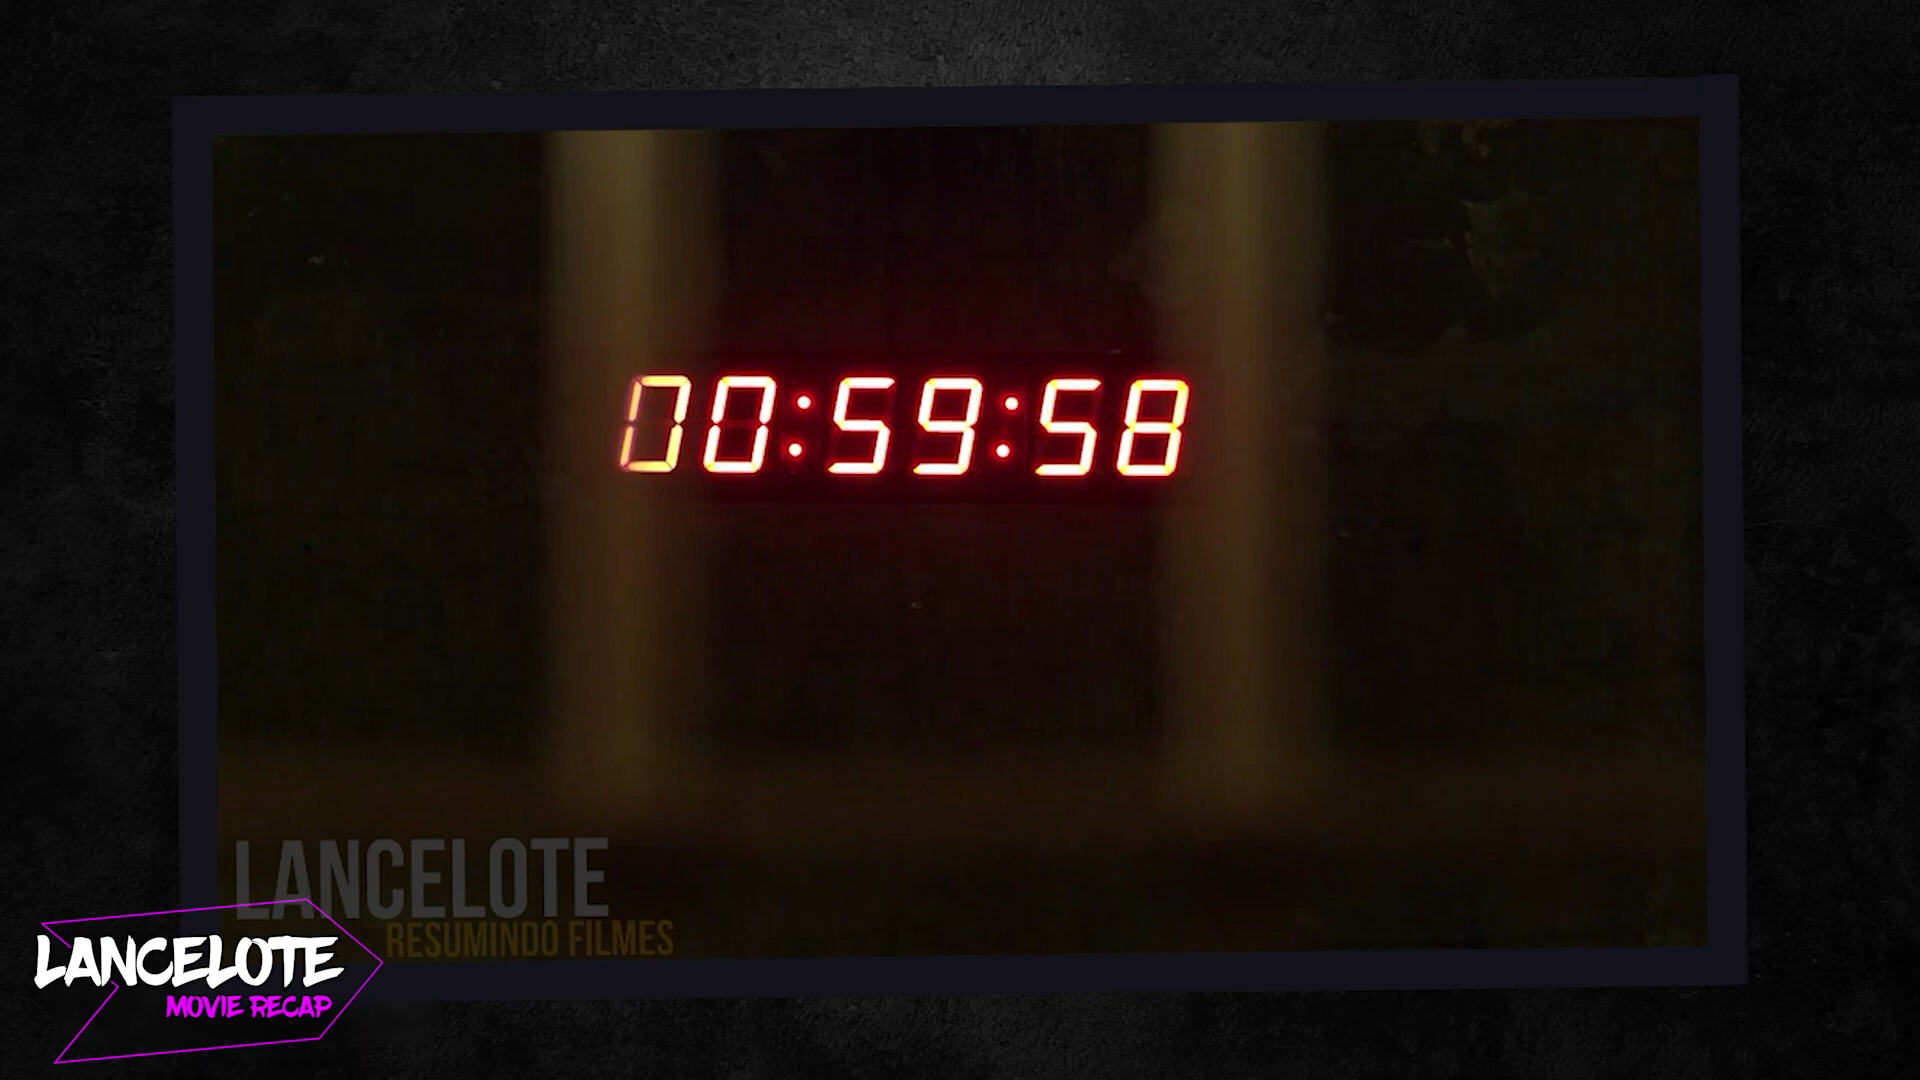 00:59:58
LANCELOTE
RESUMINDO FILMES
LANCELOTE
MOVIE RECAP